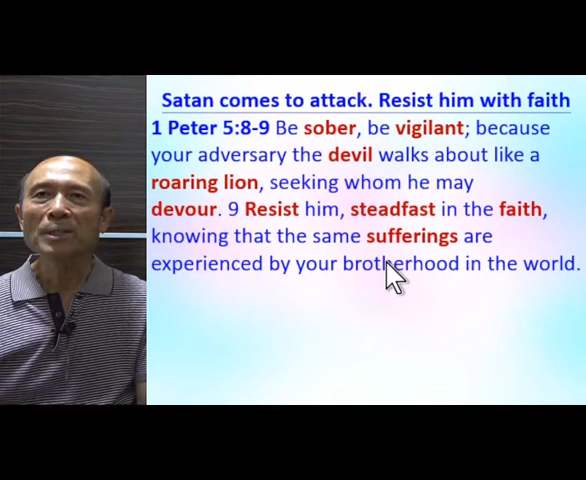 Satan comes to attack. Resist him with faith
1 Peter 5:8-9 Be sober, be vigilant; because
your adversary the devil walks about like a
roaring lion, seeking whom he may
devour. 9 Resist him, steadfast in the faith,
knowing that the same sufferings are
experienced by your brotherhood in the world.